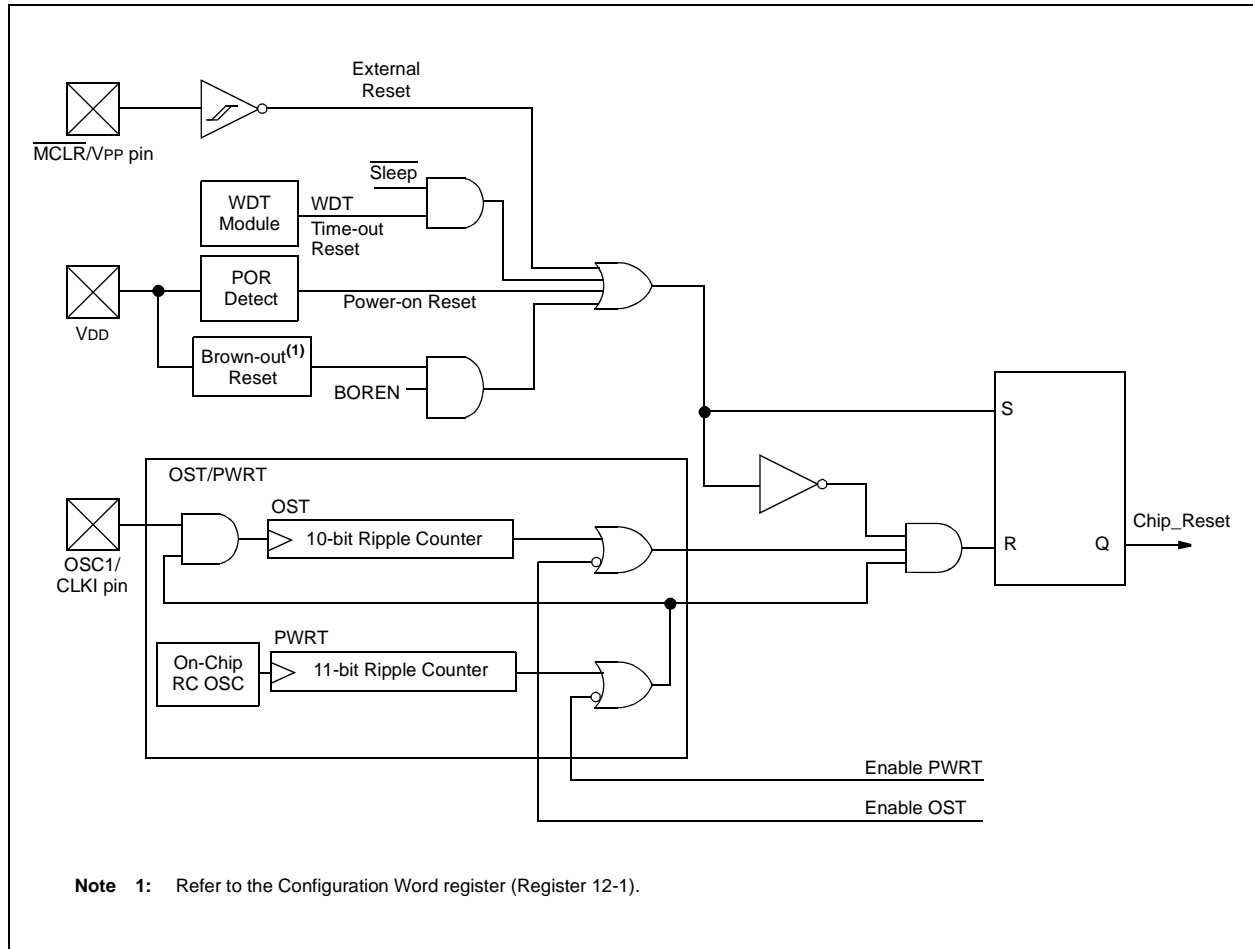 External
Reset
MCLR/VPP pin
Sleep
WDT
Module
WDT
Time-out
Reset
POR
Detect
Power-on Reset
VDD
Brown-out(1)
Reset
BOREN
S
OST/PWRT
OST
10-bit Ripple Counter
OSC1/
CLKI pin
Chip_Reset
R
Q
PWRT
On-Chip
RC OSC
11-bit Ripple Counter
Enable PWRT
Enable OST
Note 1: Refer to the Configuration Word register (Register 12-1).